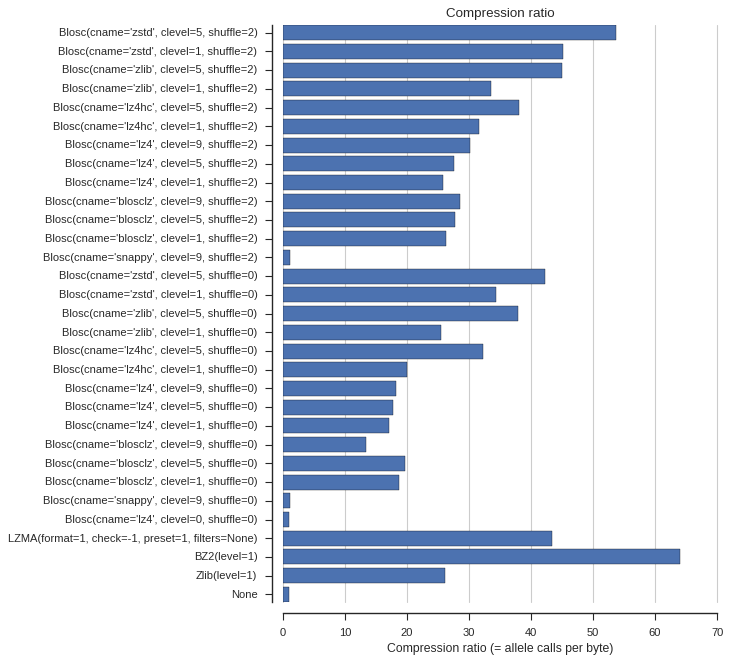 Compression ratio
Blosc(cname='zstd', clevel=5, shuffle=2)
Blosc(cname='zstd', clevel=1, shuffle=2)
Blosc(cname='zlib', clevel=5, shuffle=2)
Blosc(cname='zlib', clevel=1, shuffle=2)
Blosc(cname='lz4hc', clevel=5, shuffle=2)
Blosc(cname='lz4hc', clevel=1, shuffle=2)
Blosc(cname='lz4', clevel=9, shuffle=2)
Blosc(cname='lz4', clevel=5, shuffle=2)
Blosc(cname='lz4', clevel=1, shuffle=2)
Blosc(cname='blosclz', clevel=9, shuffle=2)
Blosc(cname='blosclz', clevel=5, shuffle=2)
Blosc(cname='blosclz', clevel=1, shuffle=2)
Blosc(cname='snappy', clevel=9, shuffle=2)
Blosc(cname='zstd', clevel=5, shuffle=0)
Blosc(cname='zstd', clevel=1, shuffle=0)
Blosc(cname='zlib', clevel=5, shuffle=0)
Blosc(cname='zlib', clevel=1, shuffle=0)
Blosc(cname='lz4hc', clevel=5, shuffle=0)
Blosc(cname='lz4hc', clevel=1, shuffle=0)
Blosc(cname='lz4', clevel=9, shuffle=0)
Blosc(cname='lz4', clevel=5, shuffle=0)
Blosc(cname='lz4', clevel=1, shuffle=0)
Blosc(cname='blosclz', clevel=9, shuffle=0)
Blosc(cname='blosclz', clevel=5, shuffle=0)
Blosc(cname='blosclz', clevel=1, shuffle=0)
Blosc(cname='snappy', clevel=9, shuffle=0)
Blosc(cname='lz4', clevel=0, shuffle=0)
LZMA(format=1, check=-1, preset=1, filters=None)
BZ2(level=1)
Zlib(level=1)
None
0 10 20 30 40 50 60 70
Compression ratio (= allele calls per byte)